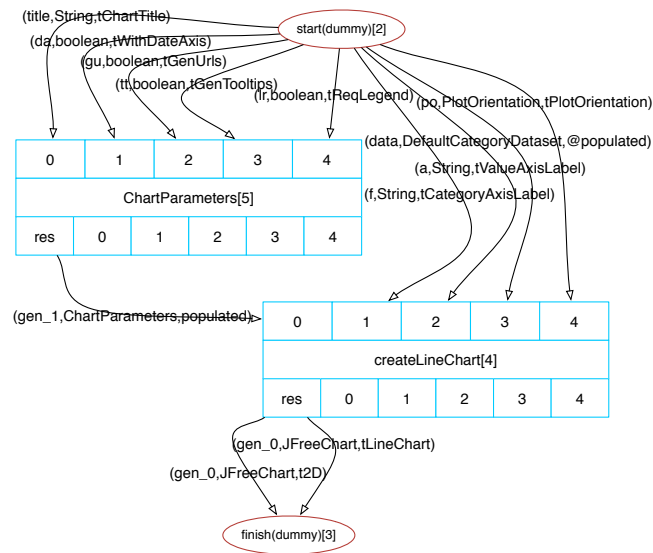 (title,String,tChartTitle)
start(dummy)[2]
(da,boolean,tWithDateAxis)
(gu,boolean,tGenUrls)
(tt,boolean,tGenTooltips)
(lr,boolean,tReqLegend)
(po,PlotOrientation,tPlotOrientation)
(data,DefaultCategoryDataset,@populated)
0 1 2 3 4
(a,String,tValueAxisLabel)
ChartParameters[5]
(f,String,tCategoryAxisLabel)
res 0 1 2 3 4
(gen_1,ChartParameters,populated)
0 1 2 3 4
createLineChart[4]
res 0 1 2 3 4
(gen_0,JFreeChart,tLineChart)
(gen_0,JFreeChart,t2D)
finish(dummy)[3]